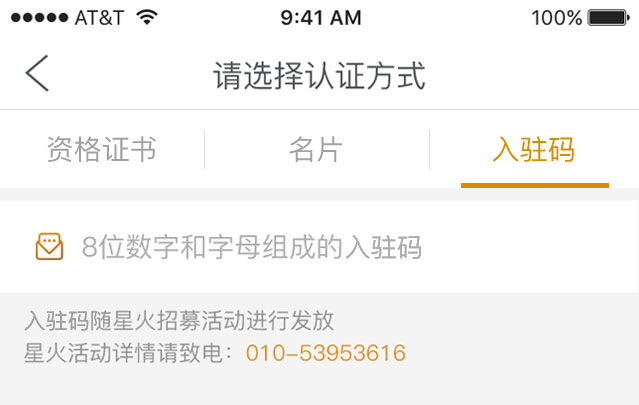 AT&T 9:41 AM 100%
请选择认证方式
资格证书 名片 入驻码
8位数字和字母组成的入驻码
入驻码随星火招募活动进行发放
星火活动详情请致电：010-53953616